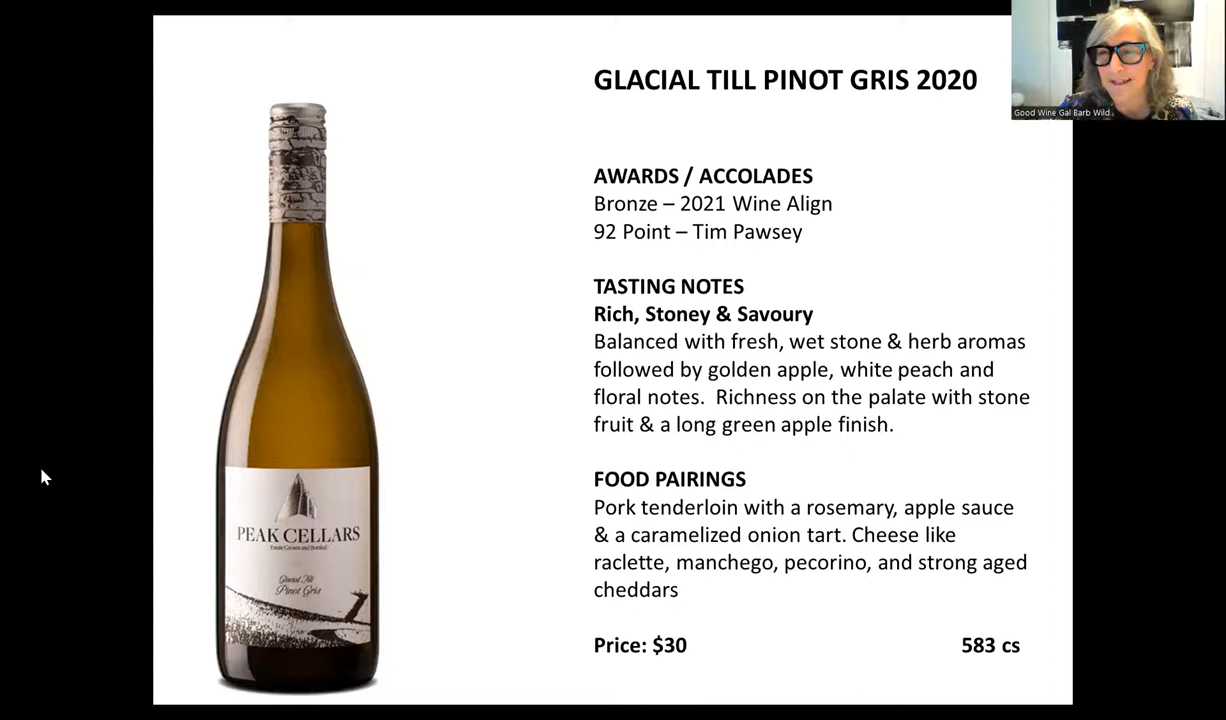 GLACIAL TILL PINOT GRIS 2020
Good Wine Gal Barb Wild
AWARDS / ACCOLADES
Bronze – 2021 Wine Align
92 Point – Tim Pawsey
TASTING NOTES
Rich, Stoney & Savoury
Balanced with fresh, wet stone & herb aromas
followed by golden apple, white peach and
floral notes.  Richness on the palate with stone
fruit & a long green apple finish.
FOOD PAIRINGS
Pork tenderloin with a rosemary, apple sauce
& a caramelized onion tart. Cheese like
raclette, manchego, pecorino, and strong aged
cheddars
Price: $30
583 cs
PEAK CELLARS
Estate Grown and Bottled
Glacial Till
Pinot Gris